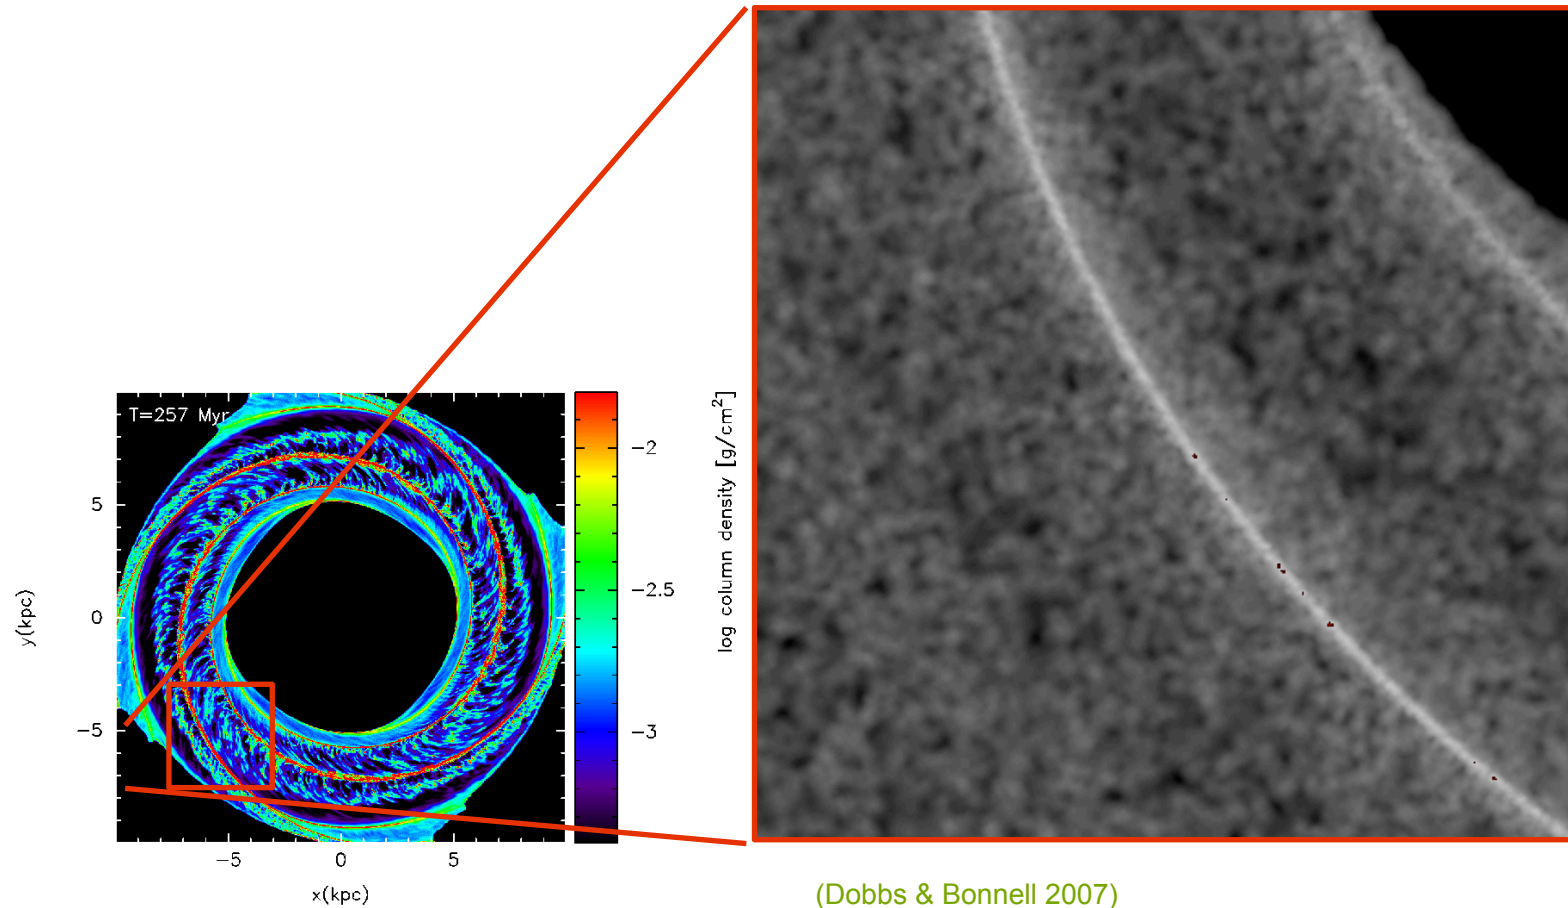 T=257 Myr
5
0
−5
y(kpc)
−5
0
5
x(kpc)
−2
−2.5
−3
log column density [g/cm²]
(Dobbs & Bonnell 2007)